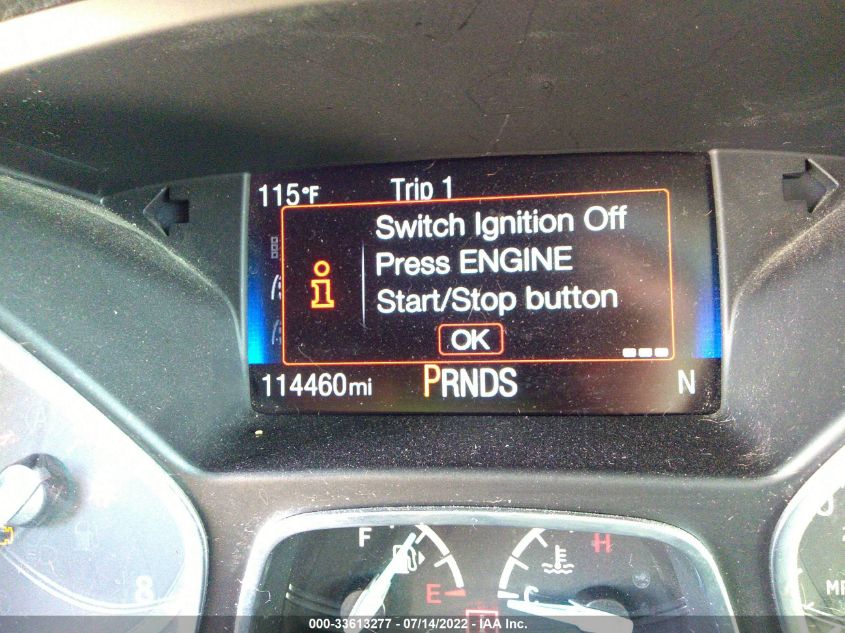 115°F Trip 1
Switch Ignition Off
Press ENGINE
Start/Stop button
OK
114460mi PRNDS N
F H
E C
8
000-33613277 - 07/14/2022 - IAA Inc.